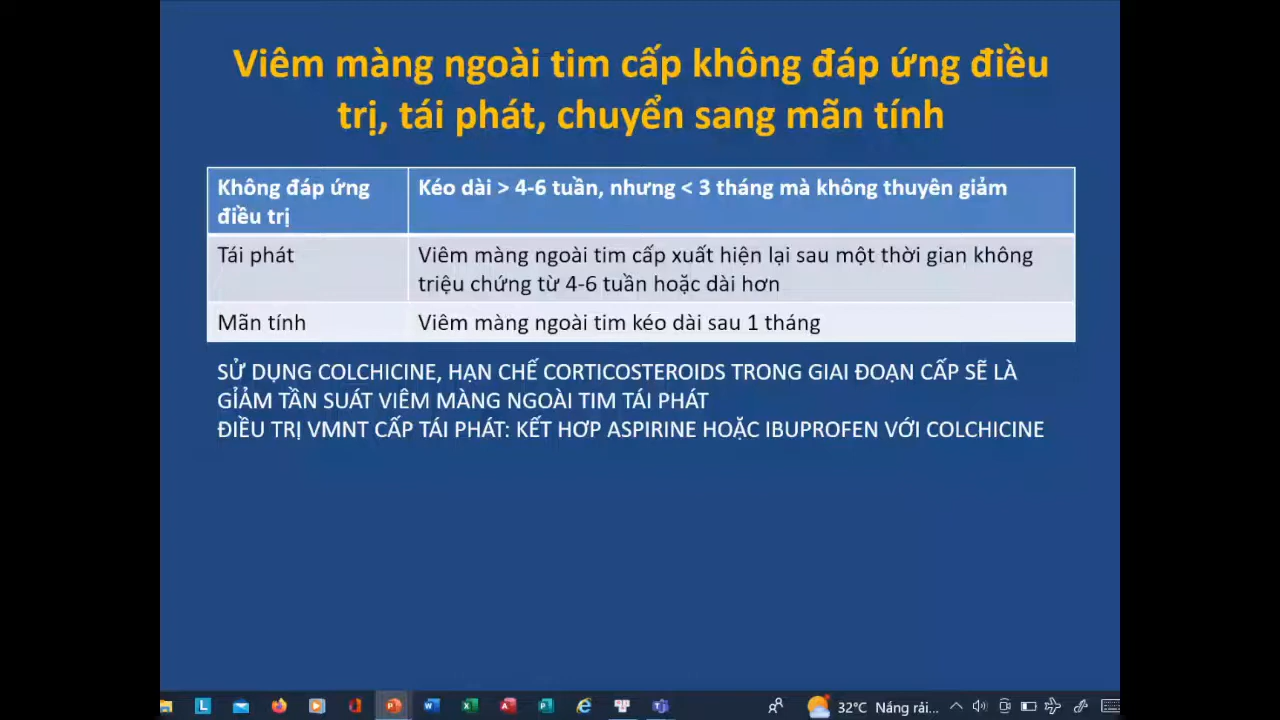 Viêm màng ngoài tim cấp không đáp ứng điều
trị, tái phát, chuyển sang mãn tính
Không đáp ứng
điều trị
Kéo dài > 4-6 tuần, nhưng < 3 tháng mà không thuyên giảm
Tái phát
Viêm màng ngoài tim cấp xuất hiện lại sau một thời gian không
triệu chứng từ 4-6 tuần hoặc dài hơn
Mãn tính
Viêm màng ngoài tim kéo dài sau 1 tháng
SỬ DỤNG COLCHICINE, HẠN CHẾ CORTICOSTEROIDS TRONG GIAI ĐOẠN CẤP SẼ LÀ
GỈẢM TẦN SUÁT VIÊM MÀNG NGOÀI TIM TÁI PHÁT
ĐIỀU TRỊ VMNT CẤP TÁI PHÁT: KẾT HƠP ASPIRINE HOẶC IBUPROFEN VỚI COLCHICINE
32°C Nắng rải...